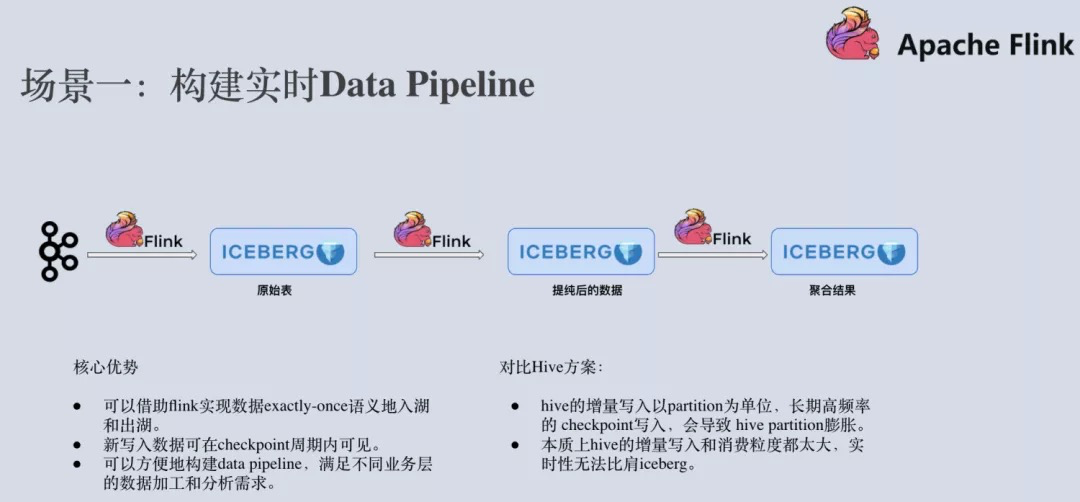 Apache Flink
场景一：构建实时Data Pipeline
Flink
ICEBERG
原始表
Flink
ICEBERG
提纯后的数据
Flink
ICEBERG
聚合结果
核心优势
● 可以借助flink实现数据exactly-once语义地入湖
和出湖。
● 新写入数据可在checkpoint周期内可见。
● 可以方便地构建data pipeline，满足不同业务层
的数据加工和分析需求。
对比Hive方案：
● hive的增量写入以partition为单位，长期高频率
的 checkpoint写入，会导致 hive partition膨胀。
● 本质上hive的增量写入和消费粒度都太大，实
时性无法比肩iceberg。